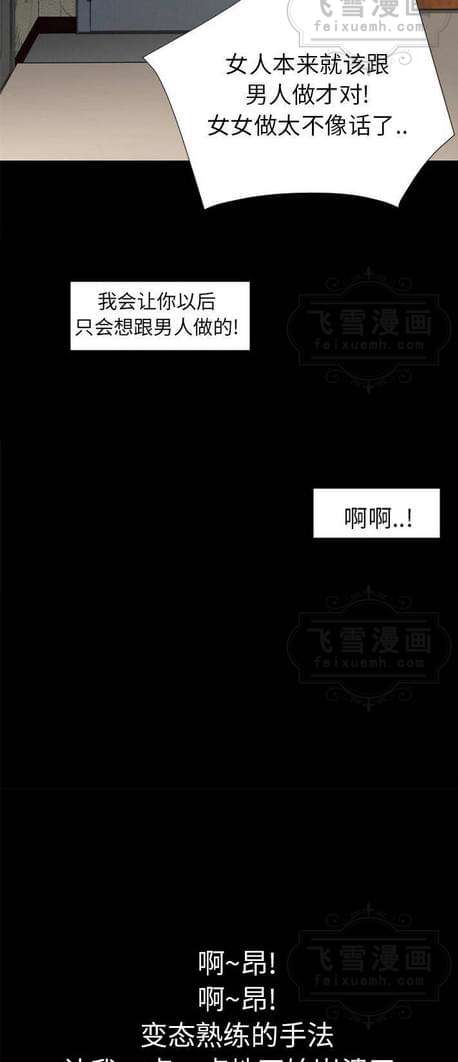 飞雪漫画
feixuemh.com
女人本来就该跟
男人做才对!
女女做太不像话了..
我会让你以后
只会想跟男人做的!
飞雪漫画
feixuemh.com
啊啊..!
飞雪漫画
feixuemh.com
啊~昂!
啊~昂!
飞雪漫画
feixuemh.com
变态熟练的手法